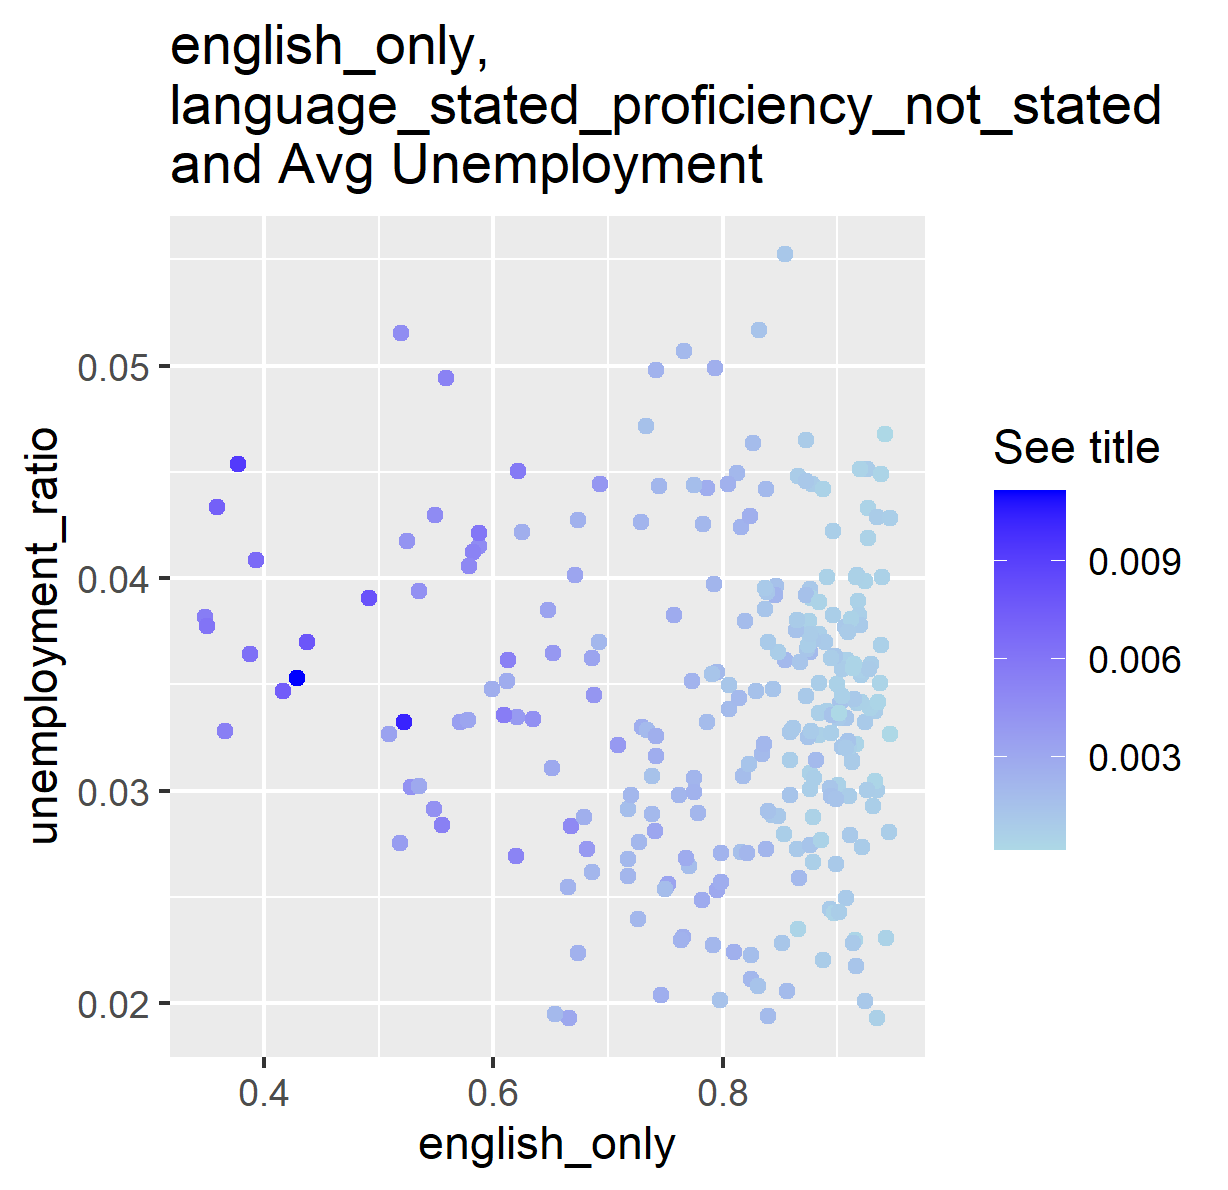 english_only,
language_stated_proficiency_not_stated
and Avg Unemployment
unemployment_ratio
0.05
0.04
0.03
0.02
0.4 0.6 0.8
english_only
See title
0.009
0.006
0.003